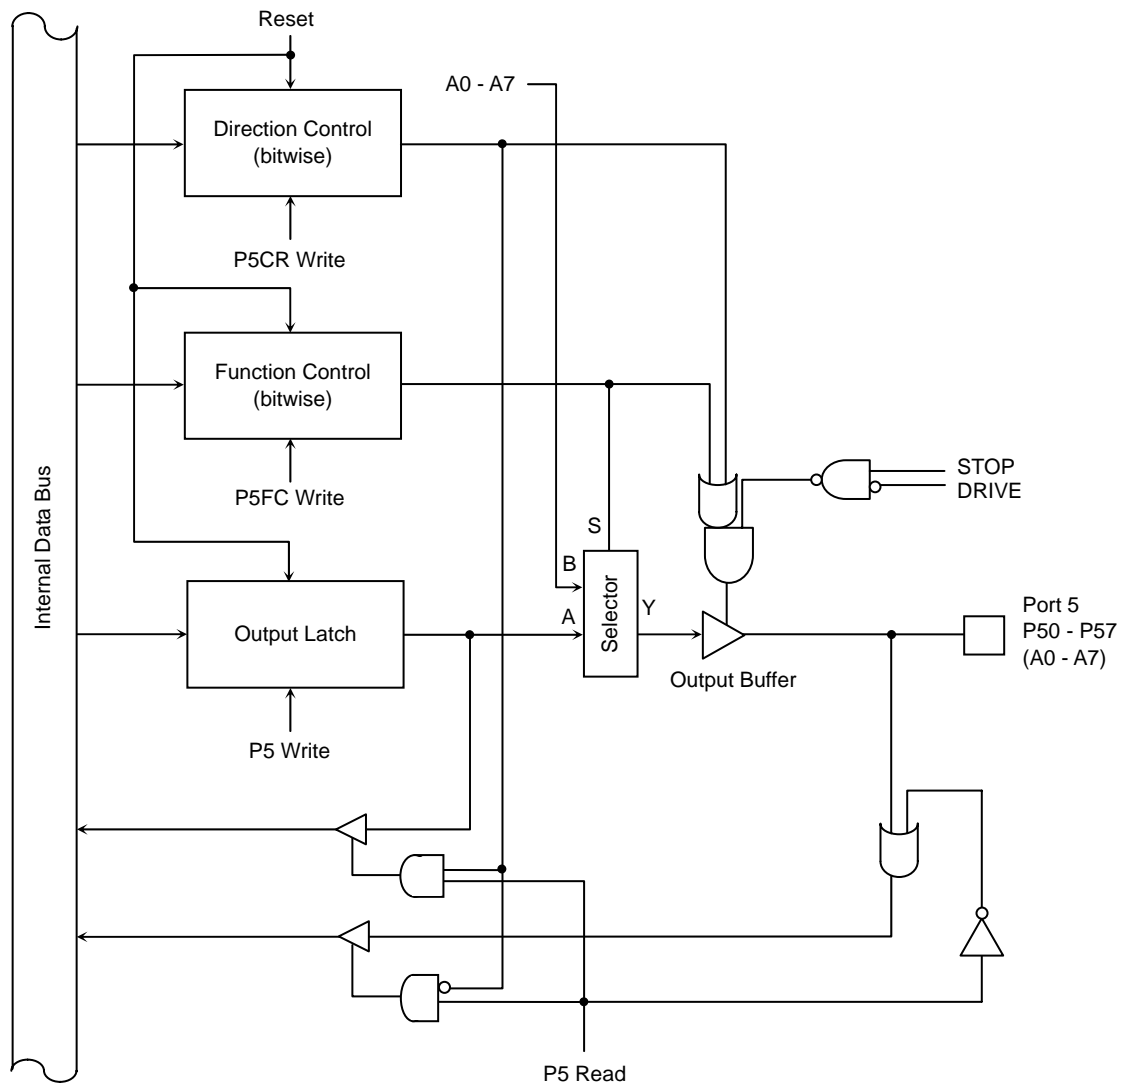 Reset
A0 - A7
Direction Control
(bitwise)
P5CR Write
Function Control
(bitwise)
P5FC Write
STOP
DRIVE
Internal Data Bus
S
B
A
Selector
Y
Output Latch
Output Buffer
Port 5
P50 - P57
(A0 - A7)
P5 Write
P5 Read